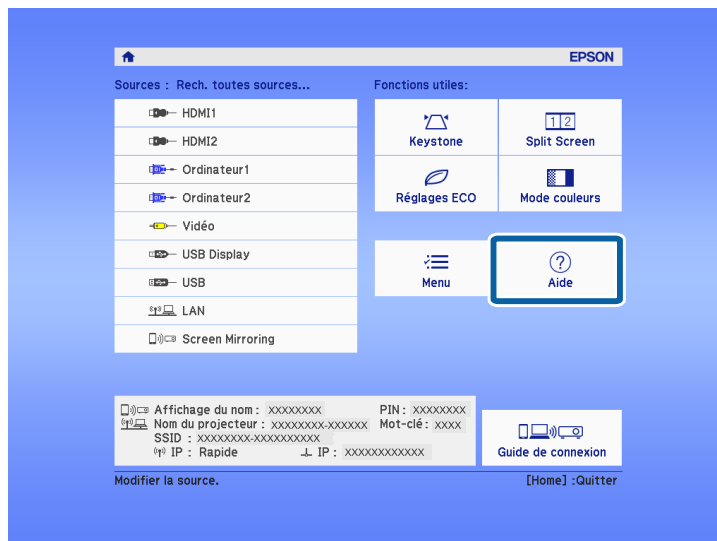 EPSON
Sources : Rech. toutes sources...
Fonctions utiles:
HDMI1
HDMI2
Ordinateur1
Ordinateur2
Vidéo
USB Display
USB
LAN
Screen Mirroring
Keystone
1 2
Split Screen
Réglages ECO
Mode couleurs
Menu
?
Aide
Affichage du nom : XXXXXXXX PIN : XXXXXXXX
Nom du projecteur : XXXXXXXX-XXXXXX Mot-clé : XXXX
SSID : XXXXXXXX-XXXXXXXXXX
IP : Rapide IP : XXXXXXXXXXXX
Guide de connexion
Modifier la source.
[Home] :Quitter